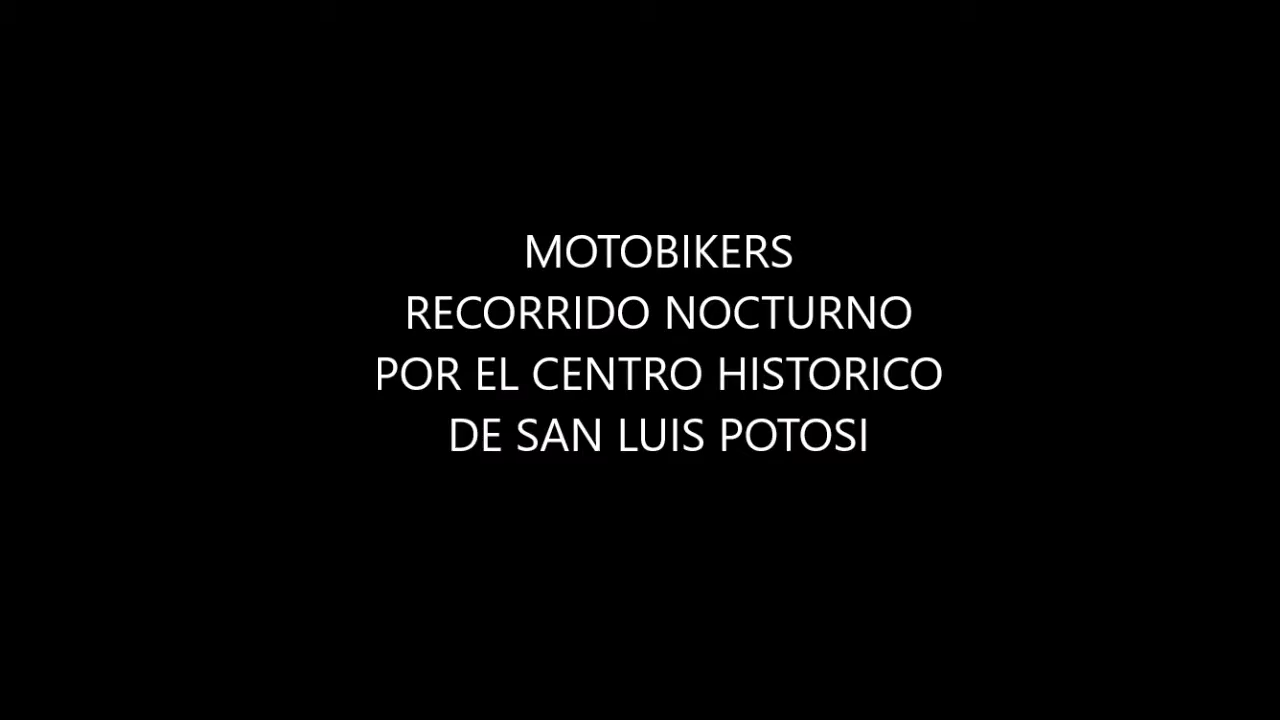 MOTOBIKERS
RECORRIDO NOCTURNO
POR EL CENTRO HISTORICO
DE SAN LUIS POTOSI